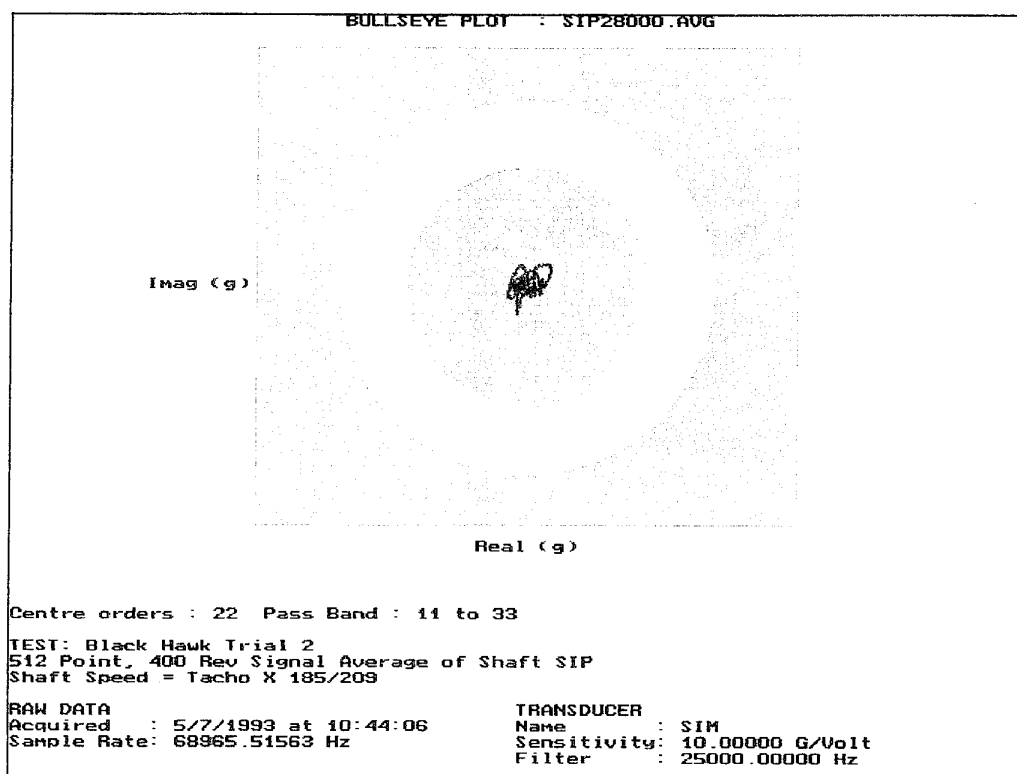 BULLSEYE PLOT : SIP28000.AVG
Imag (g)
Real (g)
Centre orders : 22 Pass Band : 11 to 33
TEST: Black Hawk Trial 2
512 Point, 400 Rev Signal Average of Shaft SIP
Shaft Speed = Tacho X 185/209
RAW DATA
Acquired : 5/7/1993 at 10:44:06
Sample Rate: 68965.51563 Hz
TRANSDUCER
Name : SIM
Sensitivity: 10.00000 G/Volt
Filter : 25000.00000 Hz